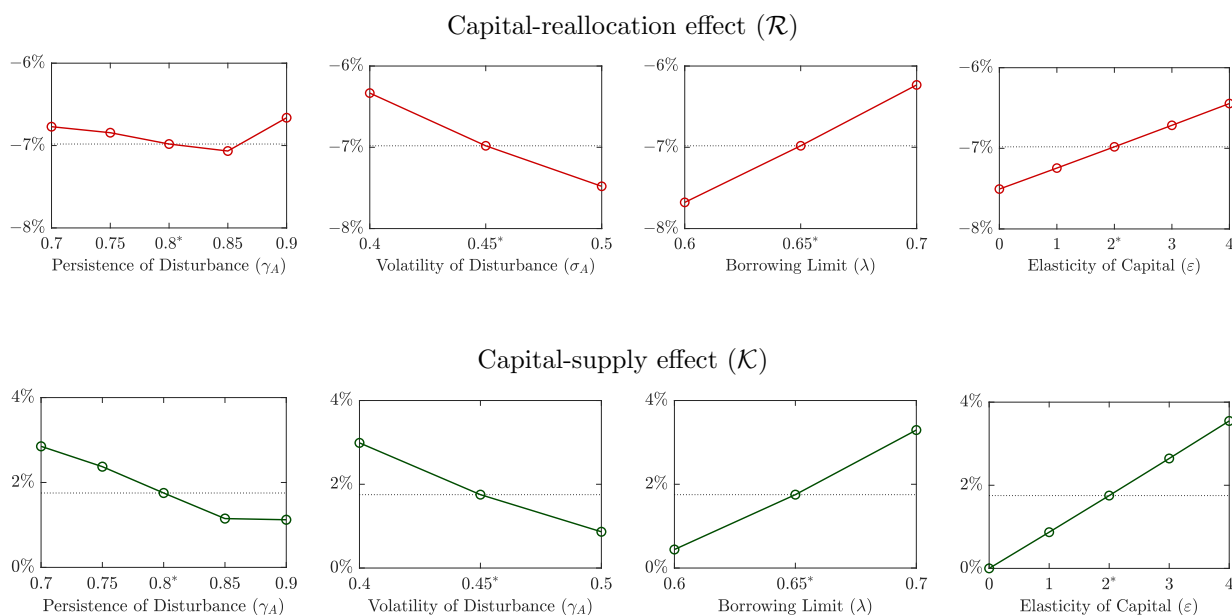 Capital-reallocation effect (ℛ)
−6%
−7%
−8%
0.7 0.75 0.8* 0.85 0.9
Persistence of Disturbance (γ_A)
−6%
−7%
−8%
0.4 0.45* 0.5
Volatility of Disturbance (σ_A)
−6%
−7%
−8%
0.6 0.65* 0.7
Borrowing Limit (λ)
−6%
−7%
−8%
0 1 2* 3 4
Elasticity of Capital (ε)
Capital-supply effect (𝒦)
4%
2%
0%
0.7 0.75 0.8* 0.85 0.9
Persistence of Disturbance (γ_A)
4%
2%
0%
0.4 0.45* 0.5
Volatility of Disturbance (γ_A)
4%
2%
0%
0.6 0.65* 0.7
Borrowing Limit (λ)
4%
2%
0%
0 1 2* 3 4
Elasticity of Capital (ε)